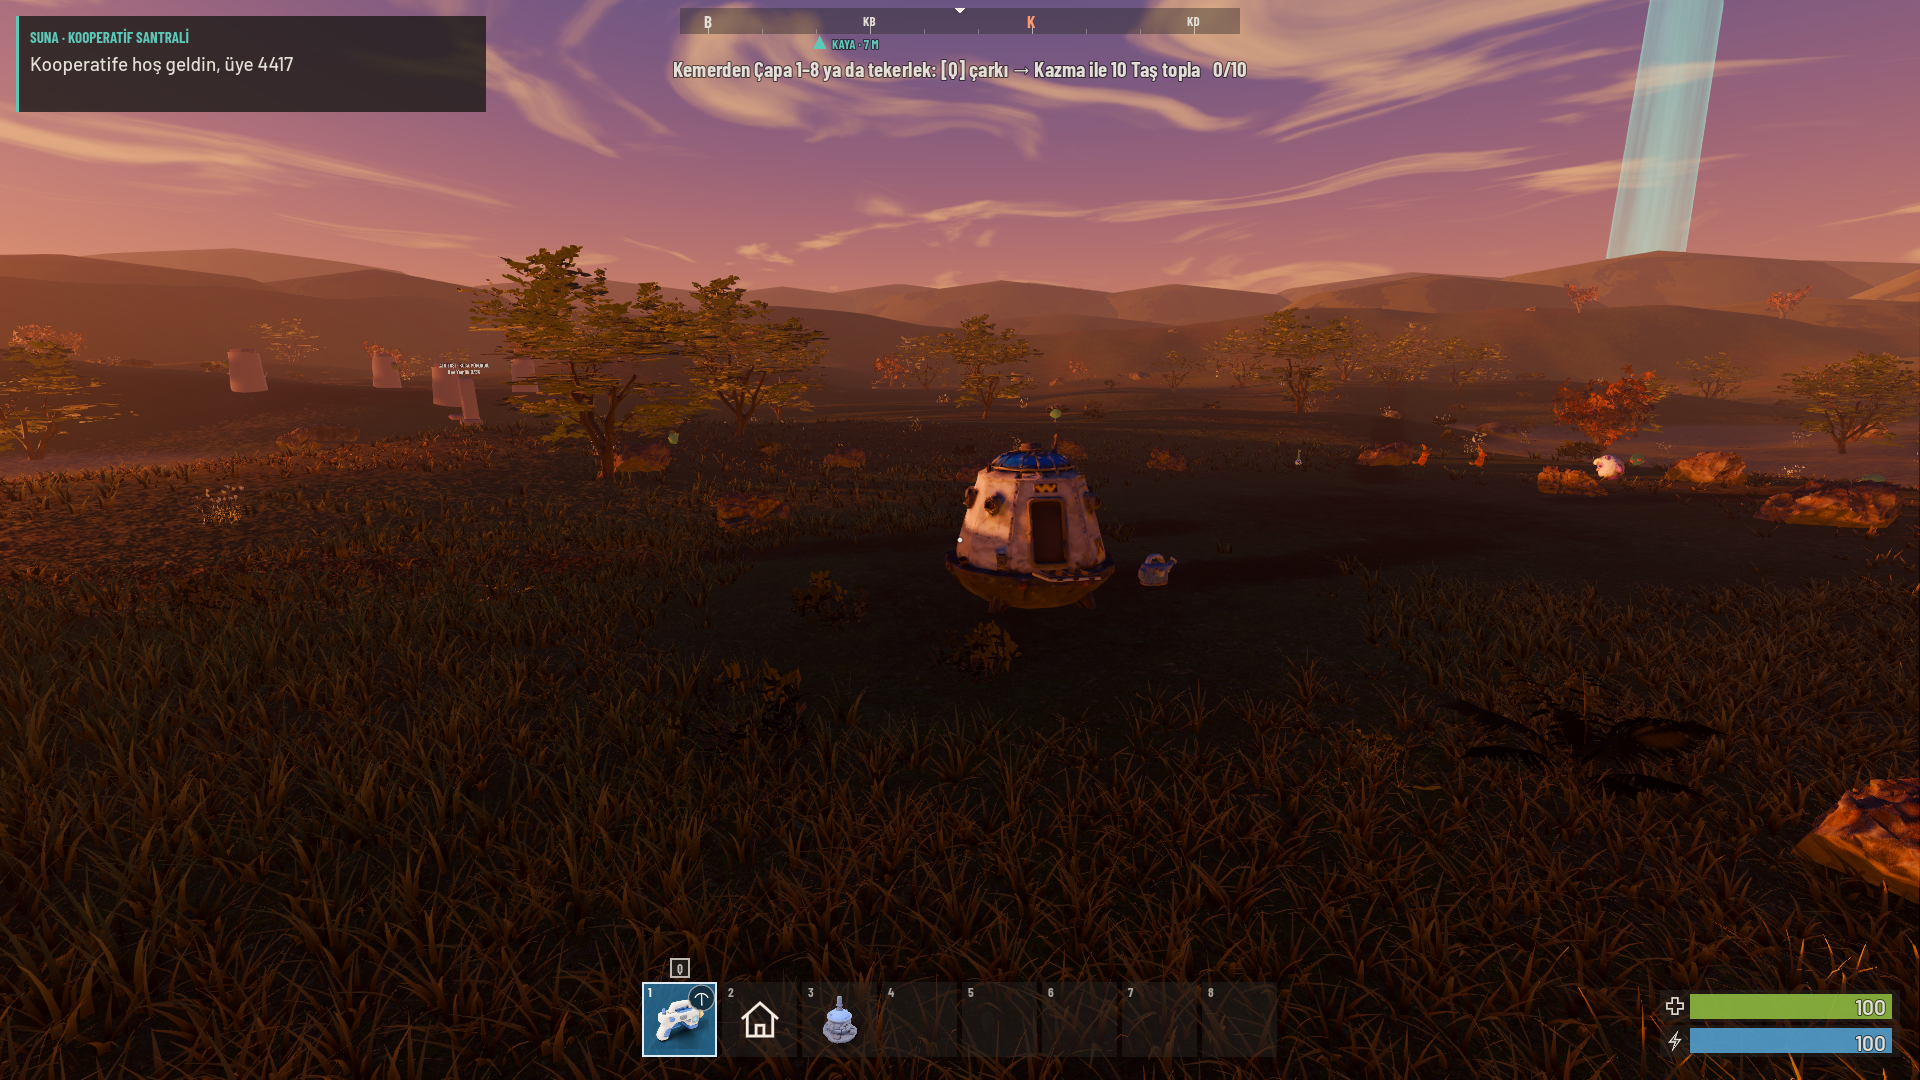 SUNA · KOOPERATİF SANTRALİ
Kooperatife hoş geldin, üye 4417
B KB K KD
KAYA · 7 M
Kemerden Çapa 1-8 ya da tekerlek: [Q] çarkı → Kazma ile 10 Taş topla 0/10
Q
1 2 3 4 5 6 7 8
100
100